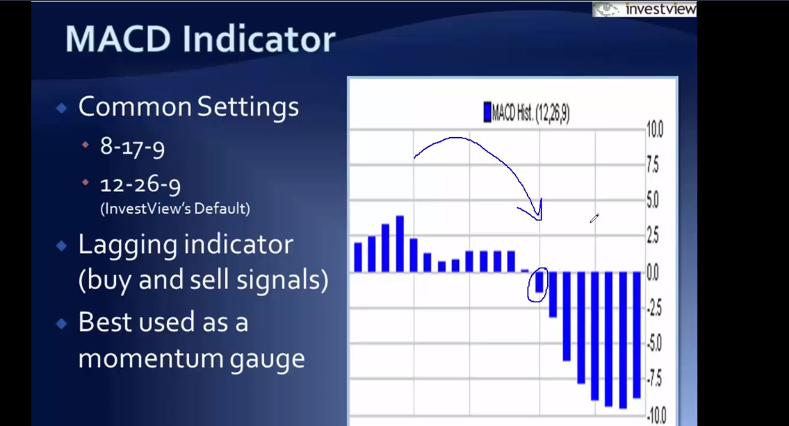 investview
MACD Indicator
Common Settings
8-17-9
12-26-9
(InvestView's Default)
Lagging indicator
(buy and sell signals)
Best used as a
momentum gauge
MACD Hist. (12,26,9)
10.0
7.5
5.0
2.5
0.0
-2.5
-5.0
-7.5
-10.0